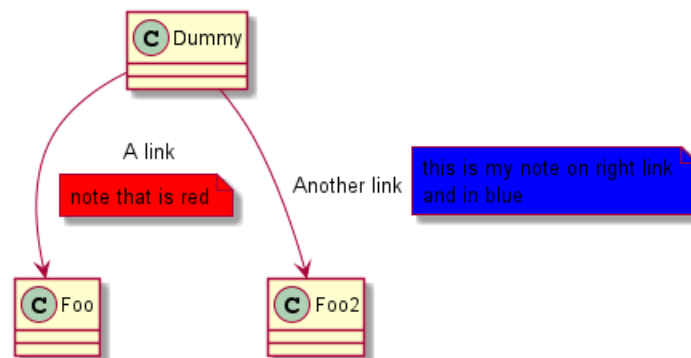 C Dummy
A link
note that is red
Another link
this is my note on right link
and in blue
C Foo
C Foo2